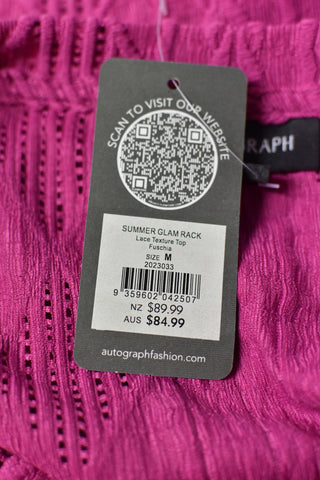 SCAN TO VISIT OUR WEBSITE
GRAPH
SUMMER GLAM RACK
Lace Texture Top
Fuschia
SIZE M
2023033
9 359602 042507
NZ $89.99
AUS $84.99
autographfashion.com